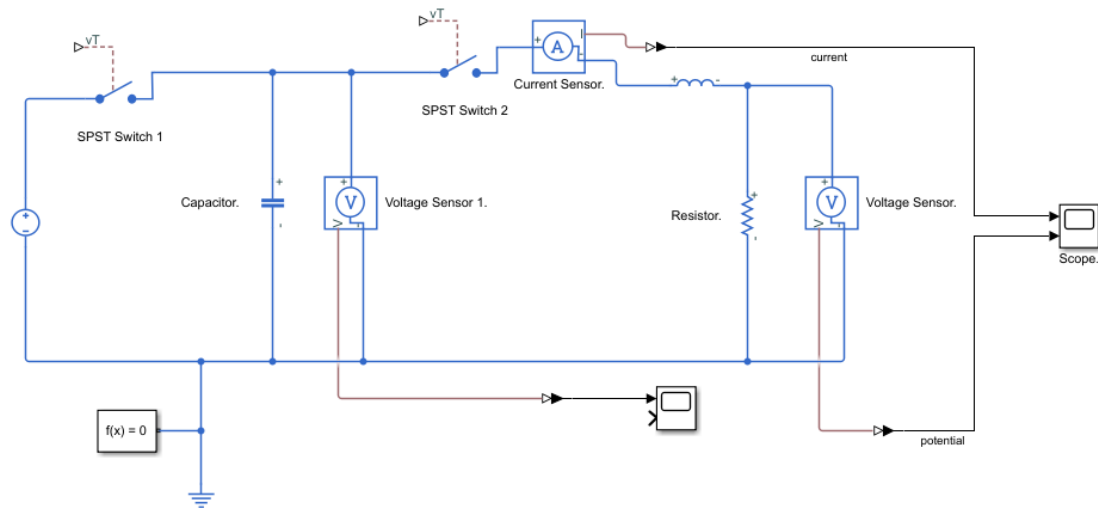 vT
SPST Switch 1
vT
SPST Switch 2
+
A
I
-
Current Sensor.
current
+ -
Capacitor.
+
-
+
V
V
-
Voltage Sensor 1.
Resistor.
+
-
+
V
V
-
Voltage Sensor.
Scope.
+
-
f(x) = 0
potential